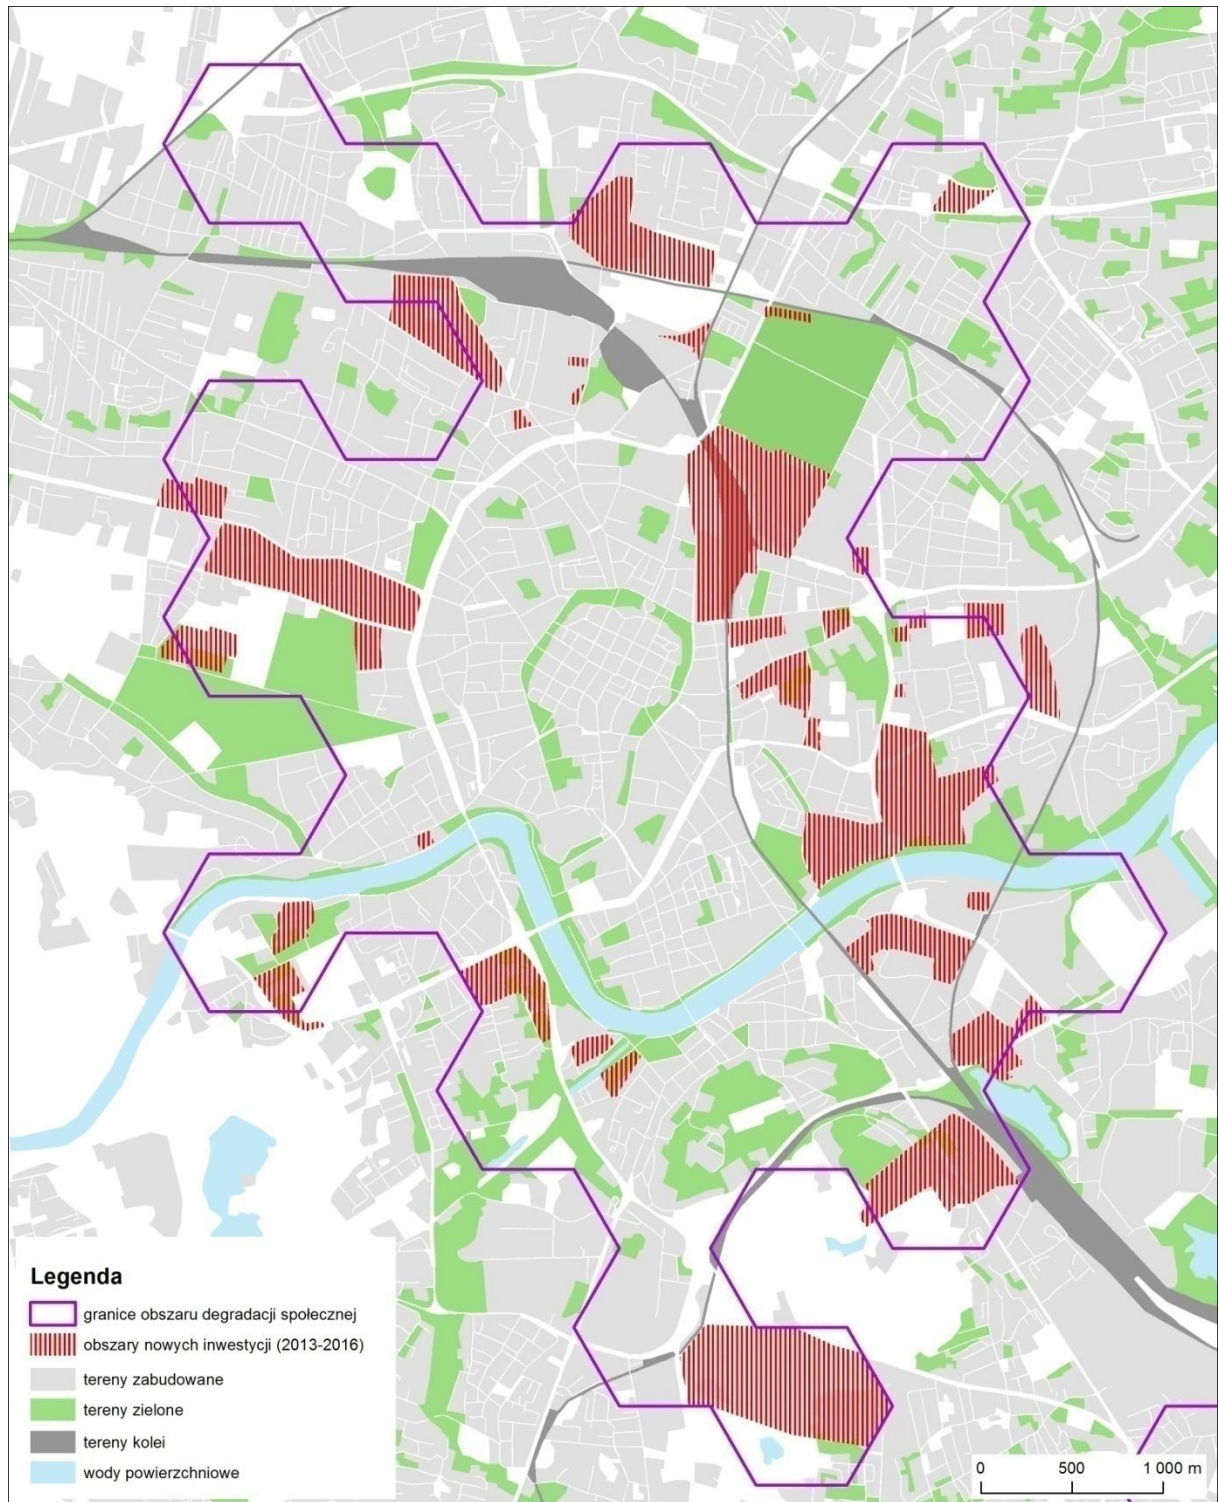 Legenda
granice obszaru degradacji społecznej
obszary nowych inwestycji (2013-2016)
tereny zabudowane
tereny zielone
tereny kolei
wody powierzchniowe
0 500 1 000 m